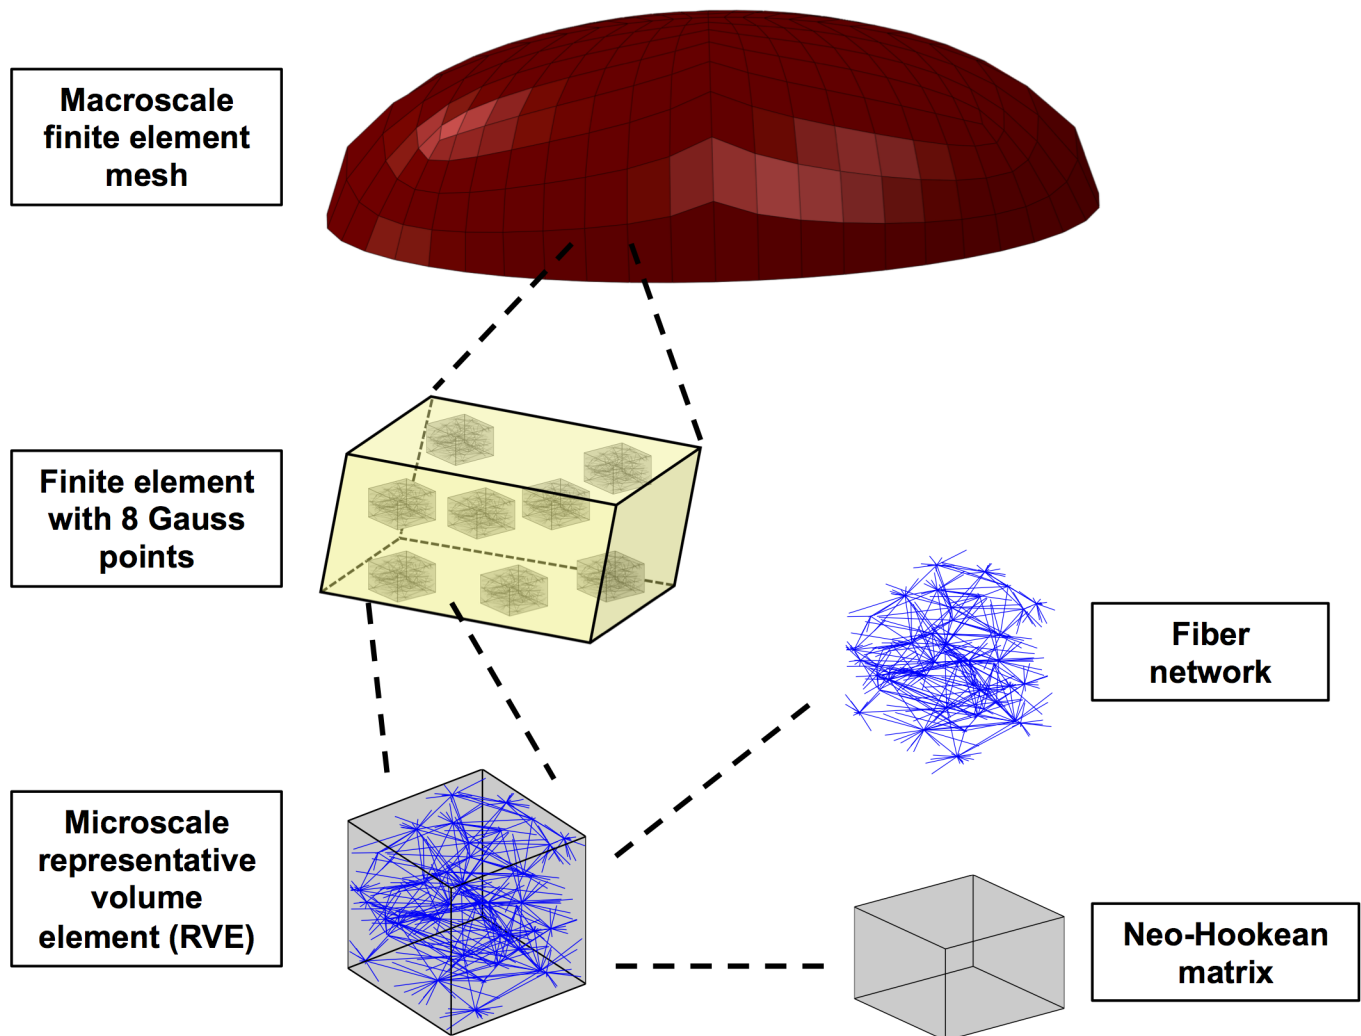 Macroscale
finite element
mesh
Finite element
with 8 Gauss
points
Fiber
network
Microscale
representative
volume
element (RVE)
Neo-Hookean
matrix